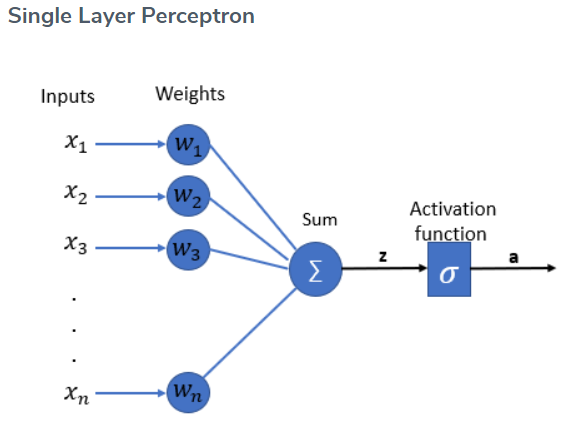 Single Layer Perceptron
Inputs
Weights
x₁
w₁
x₂
w₂
x₃
w₃
Sum
Σ
z
Activation
function
σ
a
.
.
.
xₙ
wₙ